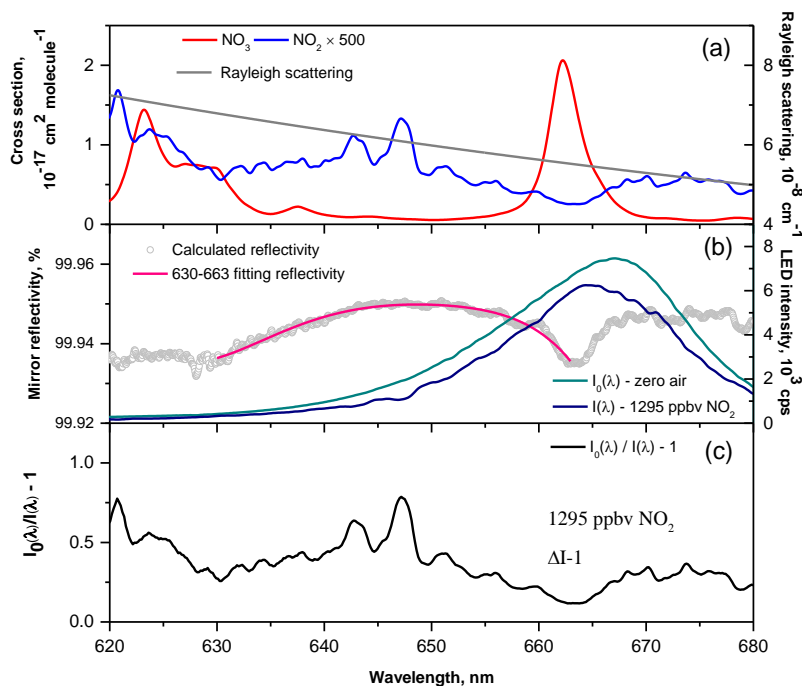 NO3 NO2 × 500
Rayleigh scattering
(a)
Cross section,
10^-17 cm2 molecule^-1
2
1
0
Rayleigh scattering, 10^-8 cm^-1
8
6
4
Calculated reflectivity
630-663 fitting reflectivity
(b)
Mirror reflectivity, %
99.96
99.94
99.92
LED intensity, 10^3 cps
8
6
5
3
2
0
I0(λ) - zero air
I(λ) - 1295 ppbv NO2
I0(λ) / I(λ) - 1
(c)
I0(λ)/I(λ) - 1
1.0
0.5
0.0
1295 ppbv NO2
ΔI-1
620 630 640 650 660 670 680
Wavelength, nm